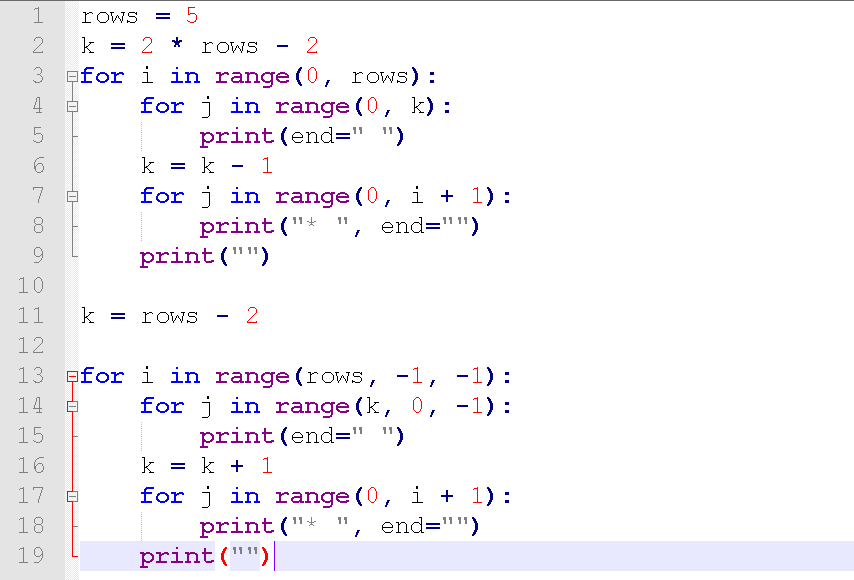 1 rows = 5
2 k = 2 * rows - 2
3 for i in range(0, rows):
4     for j in range(0, k):
5         print(end=" ")
6     k = k - 1
7     for j in range(0, i + 1):
8         print("* ", end="")
9     print("")
10
11 k = rows - 2
12
13 for i in range(rows, -1, -1):
14     for j in range(k, 0, -1):
15         print(end=" ")
16     k = k + 1
17     for j in range(0, i + 1):
18         print("* ", end="")
19     print("")